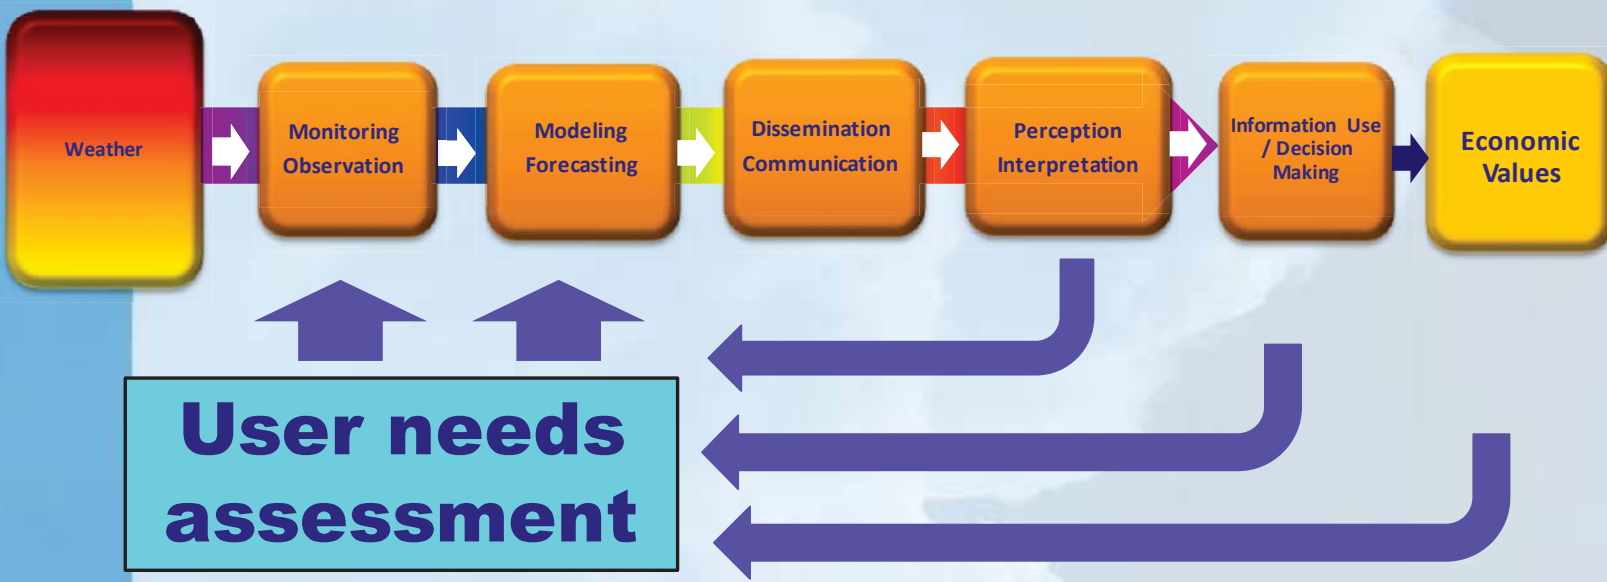 Weather
Monitoring
Observation
Modeling
Forecasting
Dissemination
Communication
Perception
Interpretation
Information Use
/ Decision
Making
Economic
Values
User needs
assessment